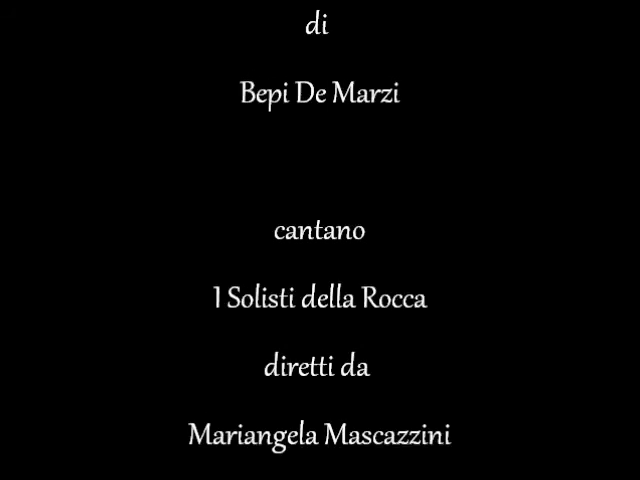 di
Bepi De Marzi
cantano
I Solisti della Rocca
diretti da
Mariangela Mascazzini